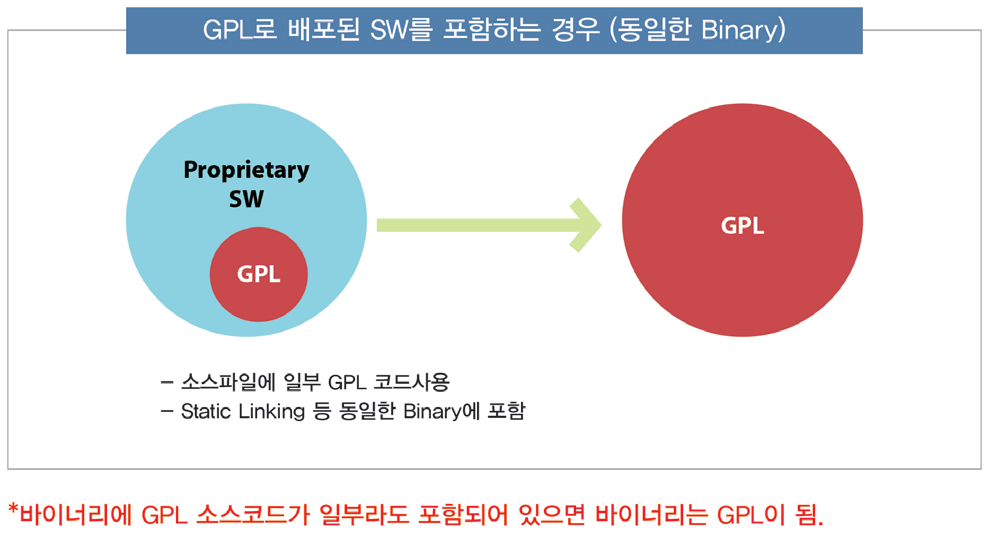 GPL로 배포된 SW를 포함하는 경우 (동일한 Binary)
Proprietary
SW
GPL
GPL
– 소스파일에 일부 GPL 코드사용
– Static Linking 등 동일한 Binary에 포함
*바이너리에 GPL 소스코드가 일부라도 포함되어 있으면 바이너리는 GPL이 됨.